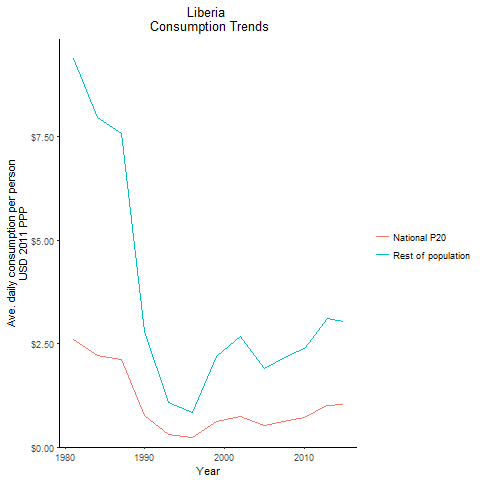 Liberia
Consumption Trends
Ave. daily consumption per person
USD 2011 PPP
$7.50
$5.00
$2.50
$0.00
1980
1990
2000
2010
Year
National P20
Rest of population